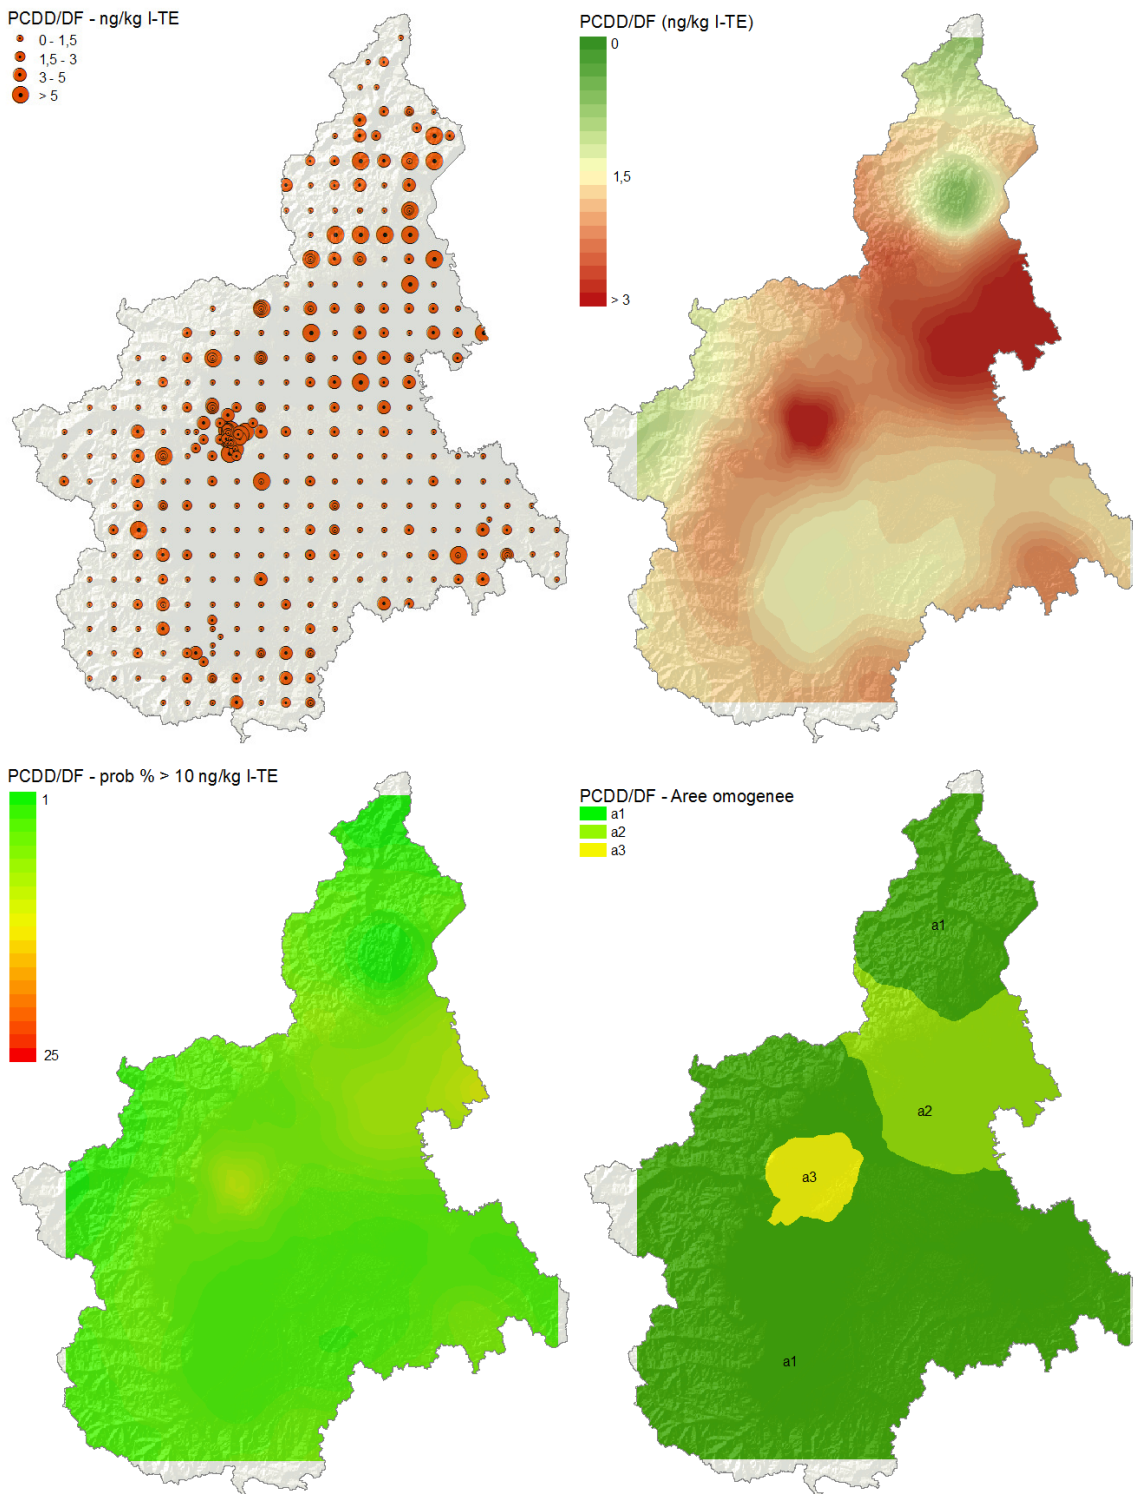 PCDD/DF - ng/kg I-TE
0 - 1,5
1,5 - 3
3 - 5
> 5
PCDD/DF (ng/kg I-TE)
0
1,5
> 3
PCDD/DF - prob % > 10 ng/kg I-TE
1
25
PCDD/DF - Aree omogenee
a1
a2
a3
a1
a2
a3
a1